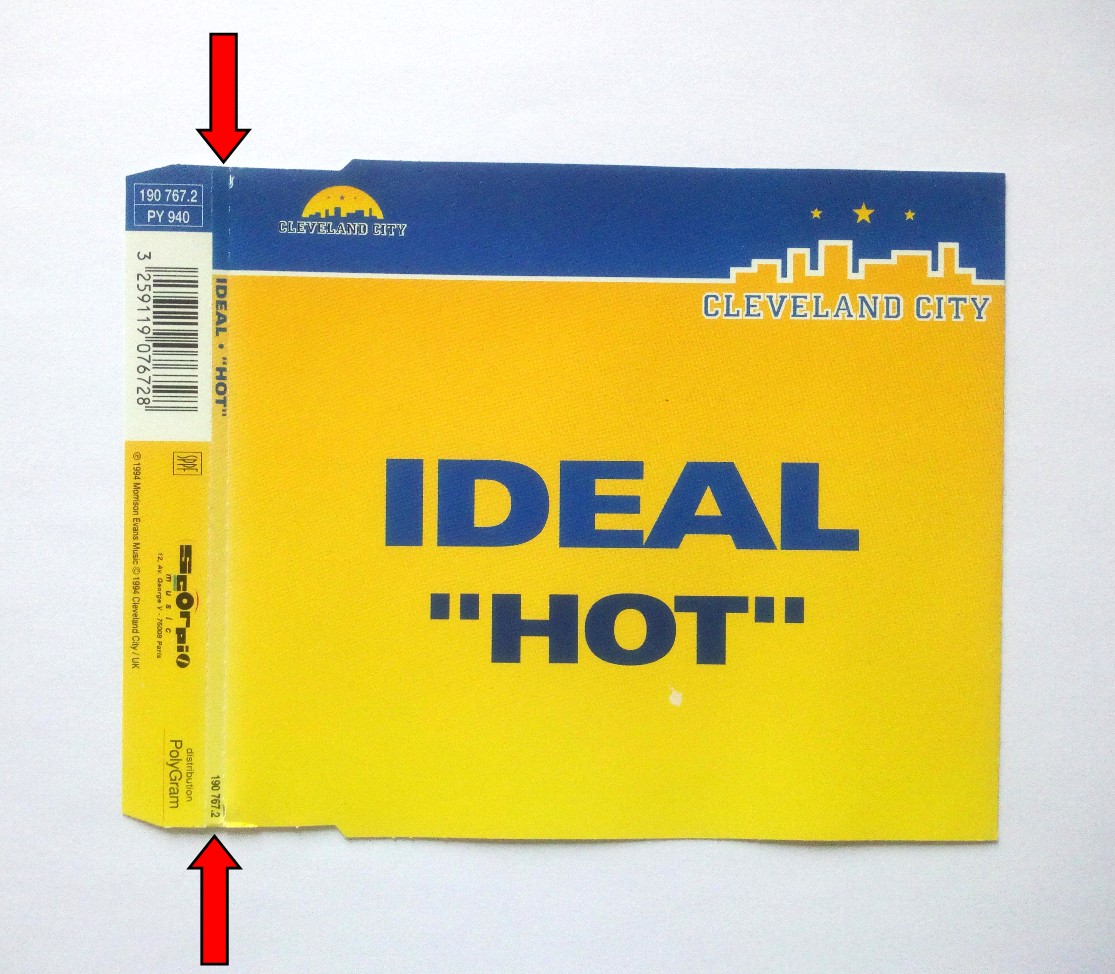 190 767.2
PY 940
3 259119 076728
SPPF
Scorpio
music
12, Av. George V - 75008 Paris
℗ 1994 Morrison Evans Music © 1994 Cleveland City / UK
distribution
PolyGram
IDEAL • "HOT"
190 767.2
CLEVELAND CITY
CLEVELAND CITY
IDEAL
"HOT"